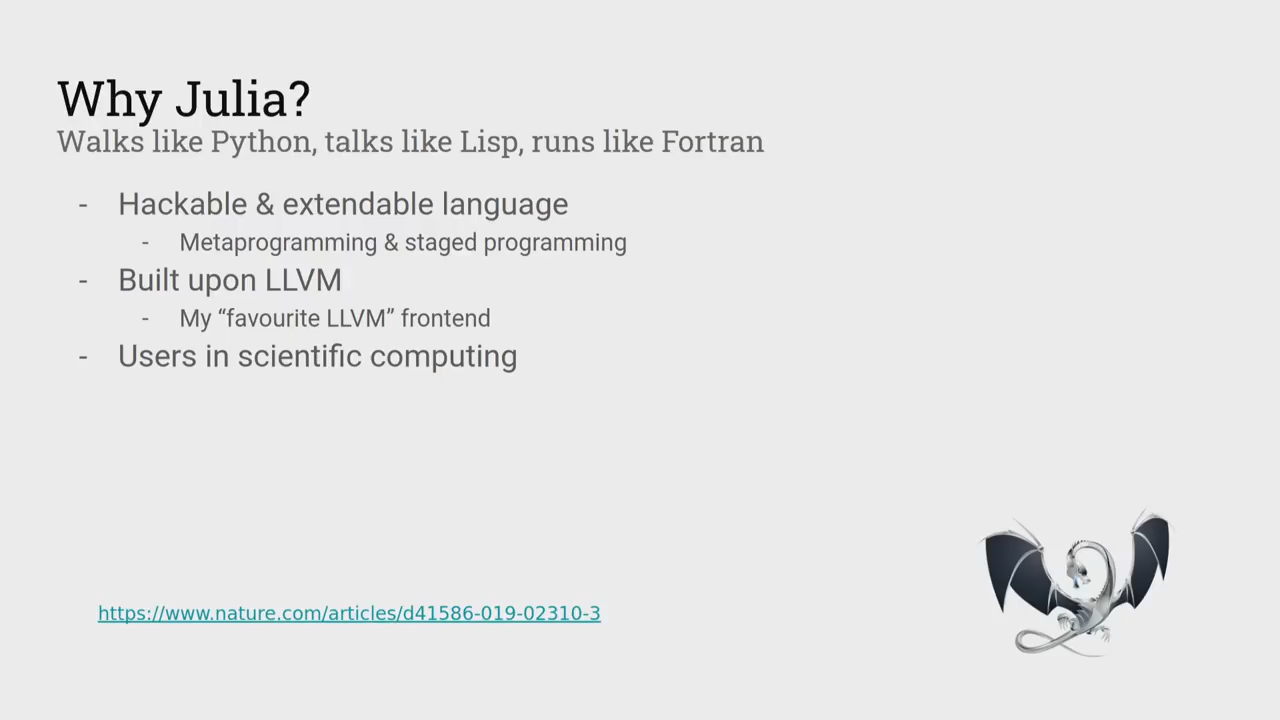 Why Julia?
Walks like Python, talks like Lisp, runs like Fortran
- Hackable & extendable language
- Metaprogramming & staged programming
- Built upon LLVM
- My “favourite LLVM” frontend
- Users in scientific computing
https://www.nature.com/articles/d41586-019-02310-3